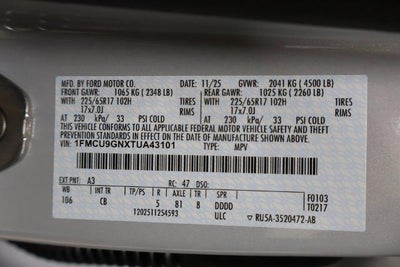 MFD. BY FORD MOTOR CO. 11/25 GVWR: 2041 KG ( 4500 LB)
FRONT GAWR: 1065 KG ( 2348 LB) REAR GAWR: 1025 KG ( 2260 LB)
WITH 225/65R17 102H TIRES WITH 225/65R17 102H TIRES
17x7.0J RIMS 17x7.0J RIMS
AT 230 kPa/ 33 PSI COLD AT 230 kPa/ 33 PSI COLD
THIS VEHICLE CONFORMS TO ALL APPLICABLE FEDERAL MOTOR
VEHICLE SAFETY STANDARD AND THEFT
PREVENTION STANDARDS IN EFFECT ON THE DATE OF MANUFACTURE SHOWN ABOVE.
VIN: 1FMCU9GNXTUA43101 TYPE: MPV
EXT PNT: A3 RC: 47 DSO:
WB INT TR TP/PS R AXLE TR SPR F0103
106 CB 5 81 8 DDDD T0217
1202511254593 ULC RU5A-3520472-AB